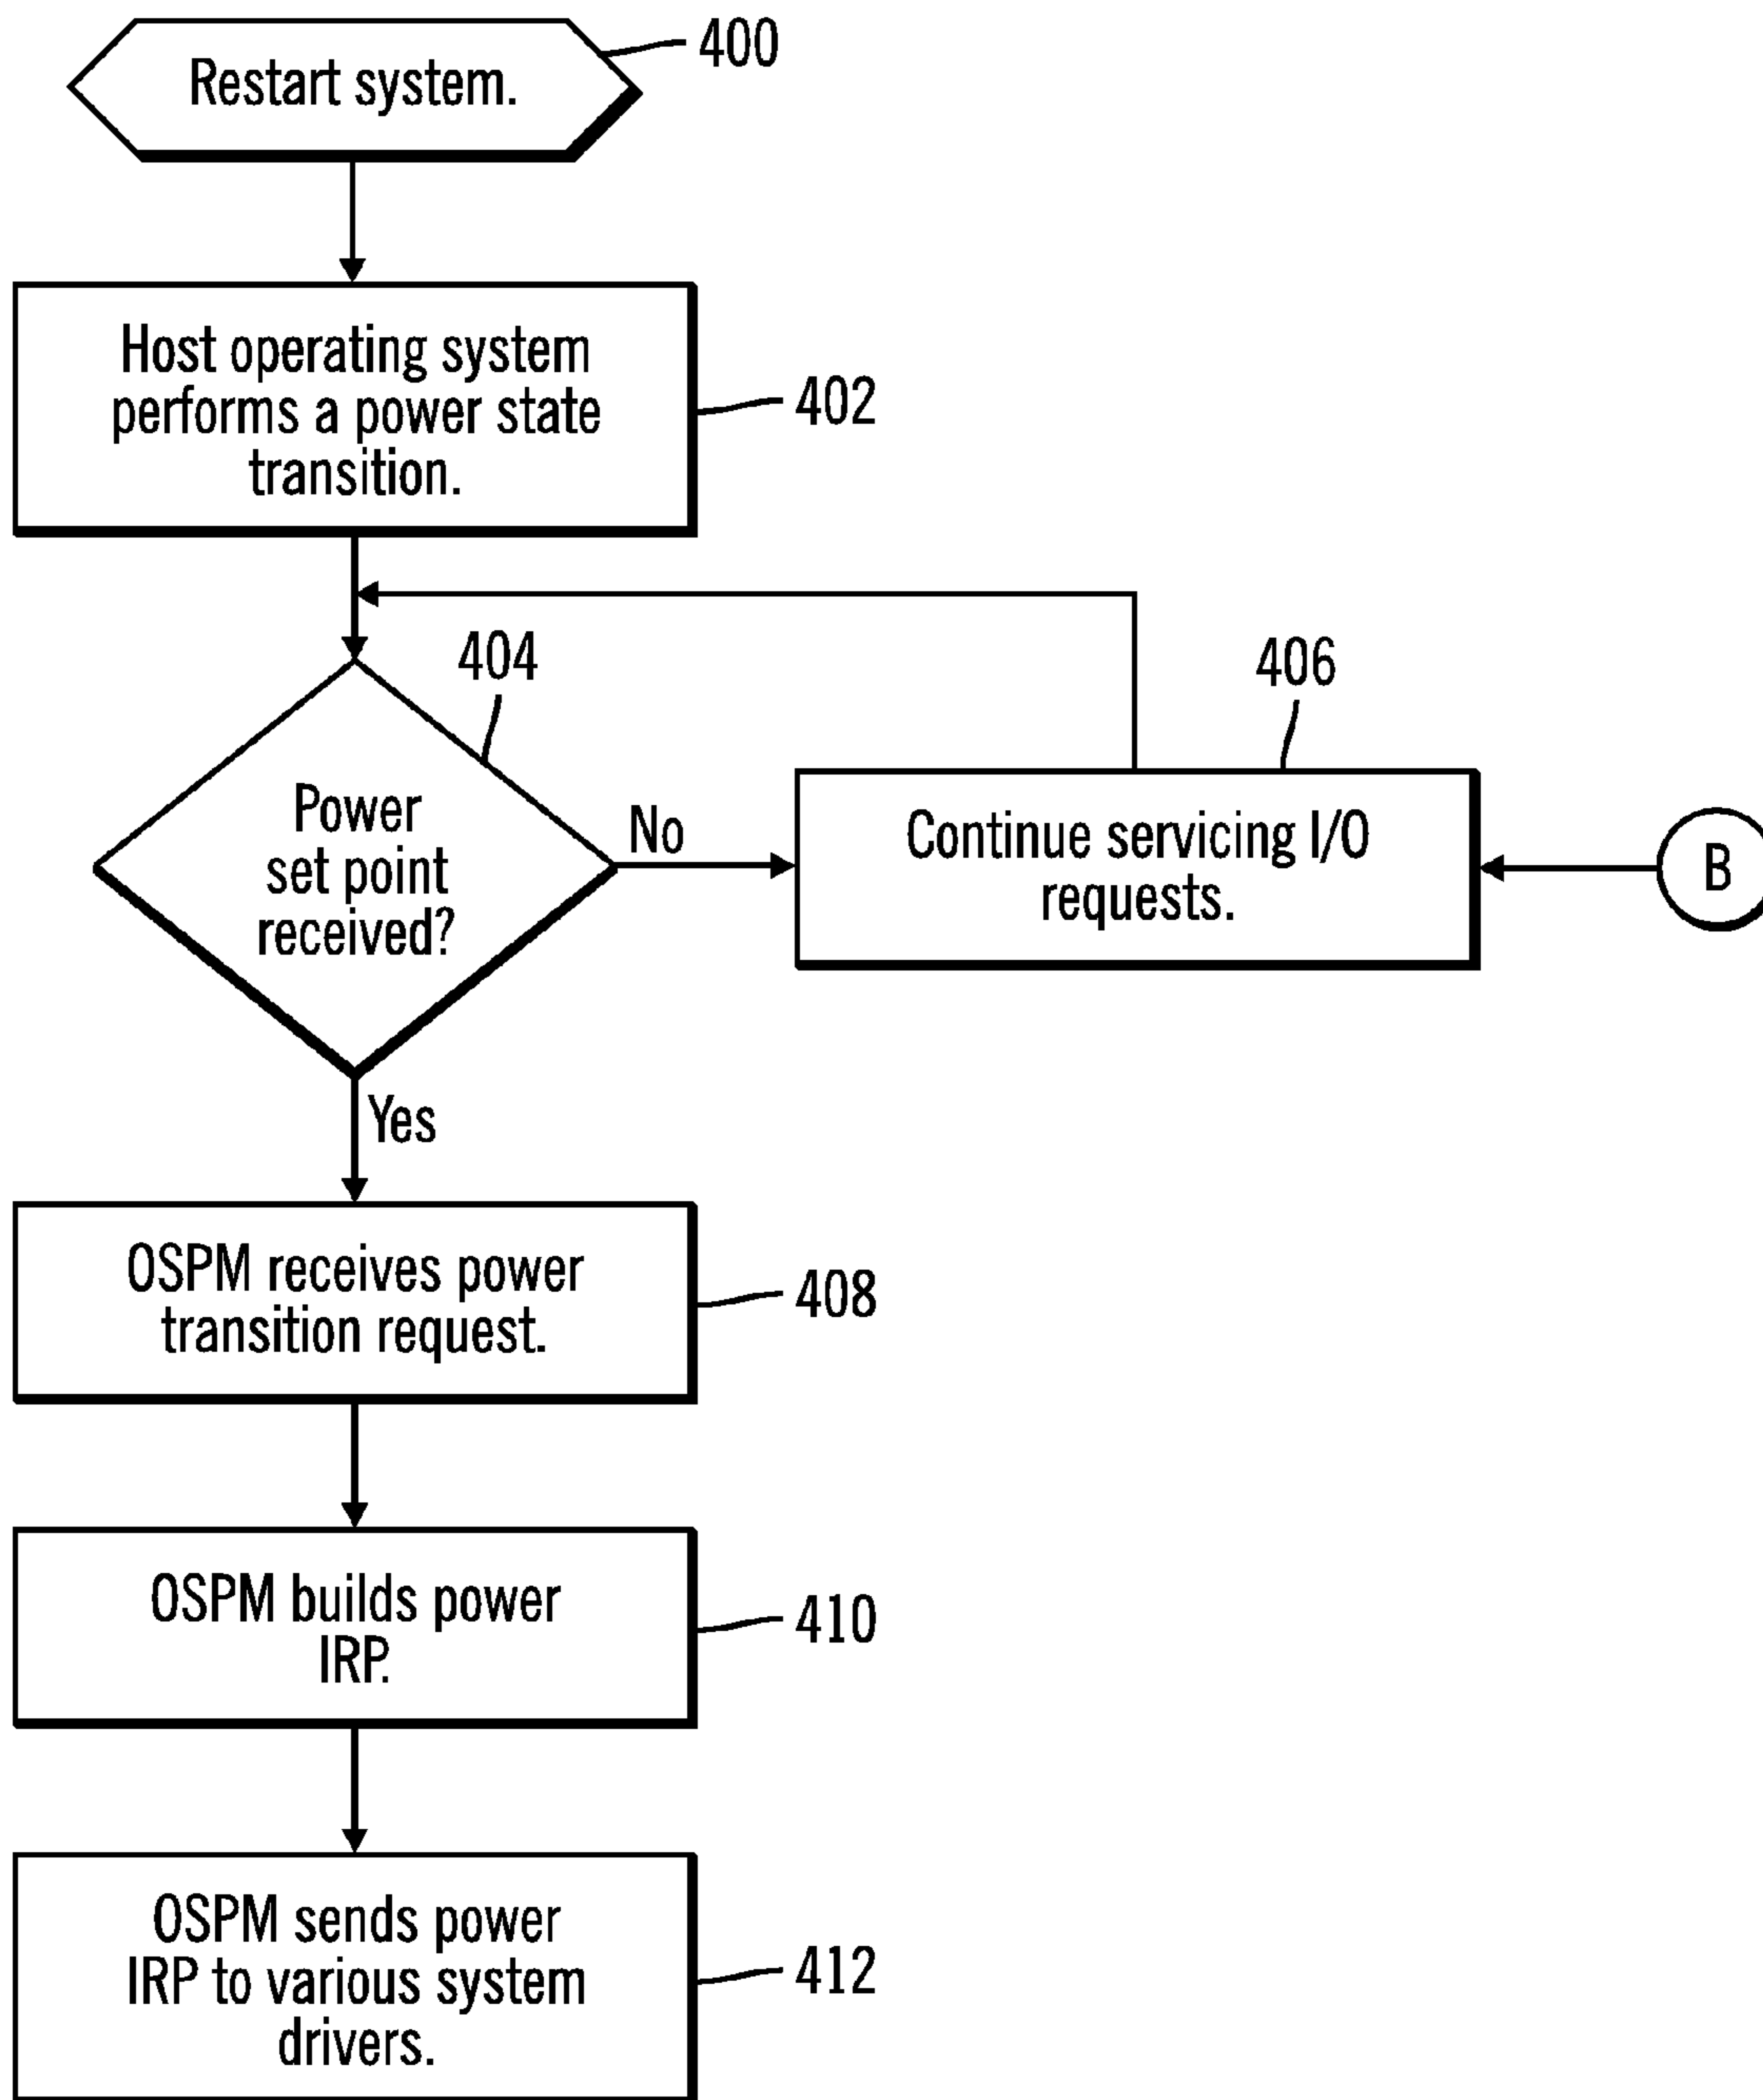 Restart system.
400
Host operating system
performs a power state
transition.
402
404
406
Power
set point
received?
No
Continue servicing I/O
requests.
B
Yes
OSPM receives power
transition request.
408
OSPM builds power
IRP.
410
OSPM sends power
IRP to various system
drivers.
412